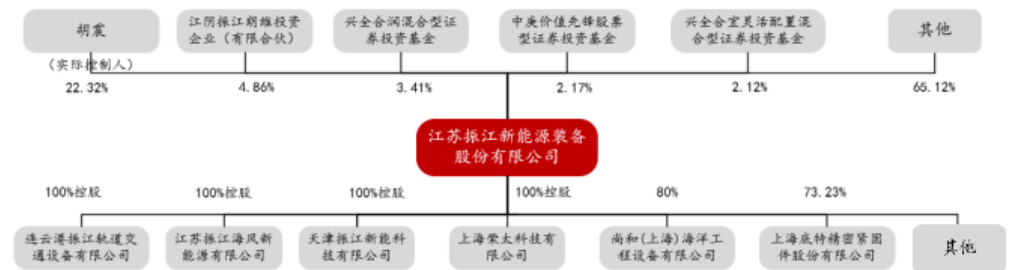 胡震
江阴振江朗维投资
企业（有限合伙）
兴全合润混合型证
券投资基金
中庚价值先锋股票
型证券投资基金
兴全合宜灵活配置混
合型证券投资基金
其他
（实际控制人）
22.32%
4.86%
3.41%
2.17%
2.12%
65.12%
江苏振江新能源装备
股份有限公司
100%控股
100%控股
100%控股
100%控股
80%
73.23%
连云港振江轨道交
通设备有限公司
江苏振江海风新
能源有限公司
天津振江新能科
技有限公司
上海荣太科技有
限公司
尚和(上海)海洋工
程设备有限公司
上海底特精密紧固
件股份有限公司
其他